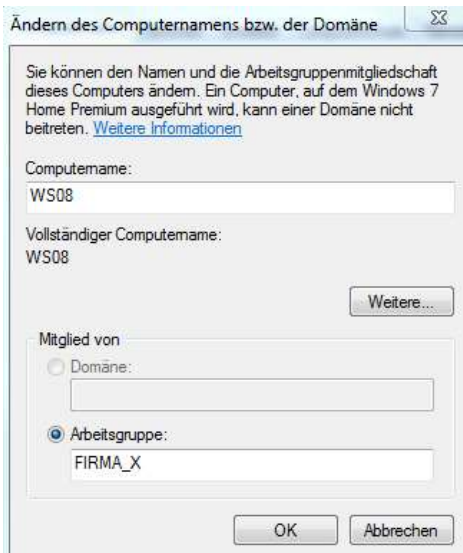 Ändern des Computernamens bzw. der Domäne
Sie können den Namen und die Arbeitsgruppenmitgliedschaft
dieses Computers ändern. Ein Computer, auf dem Windows 7
Home Premium ausgeführt wird, kann einer Domäne nicht
beitreten. Weitere Informationen
Computername:
WS08
Vollständiger Computername:
WS08
Weitere...
Mitglied von
Domäne:
Arbeitsgruppe:
FIRMA_X
OK Abbrechen